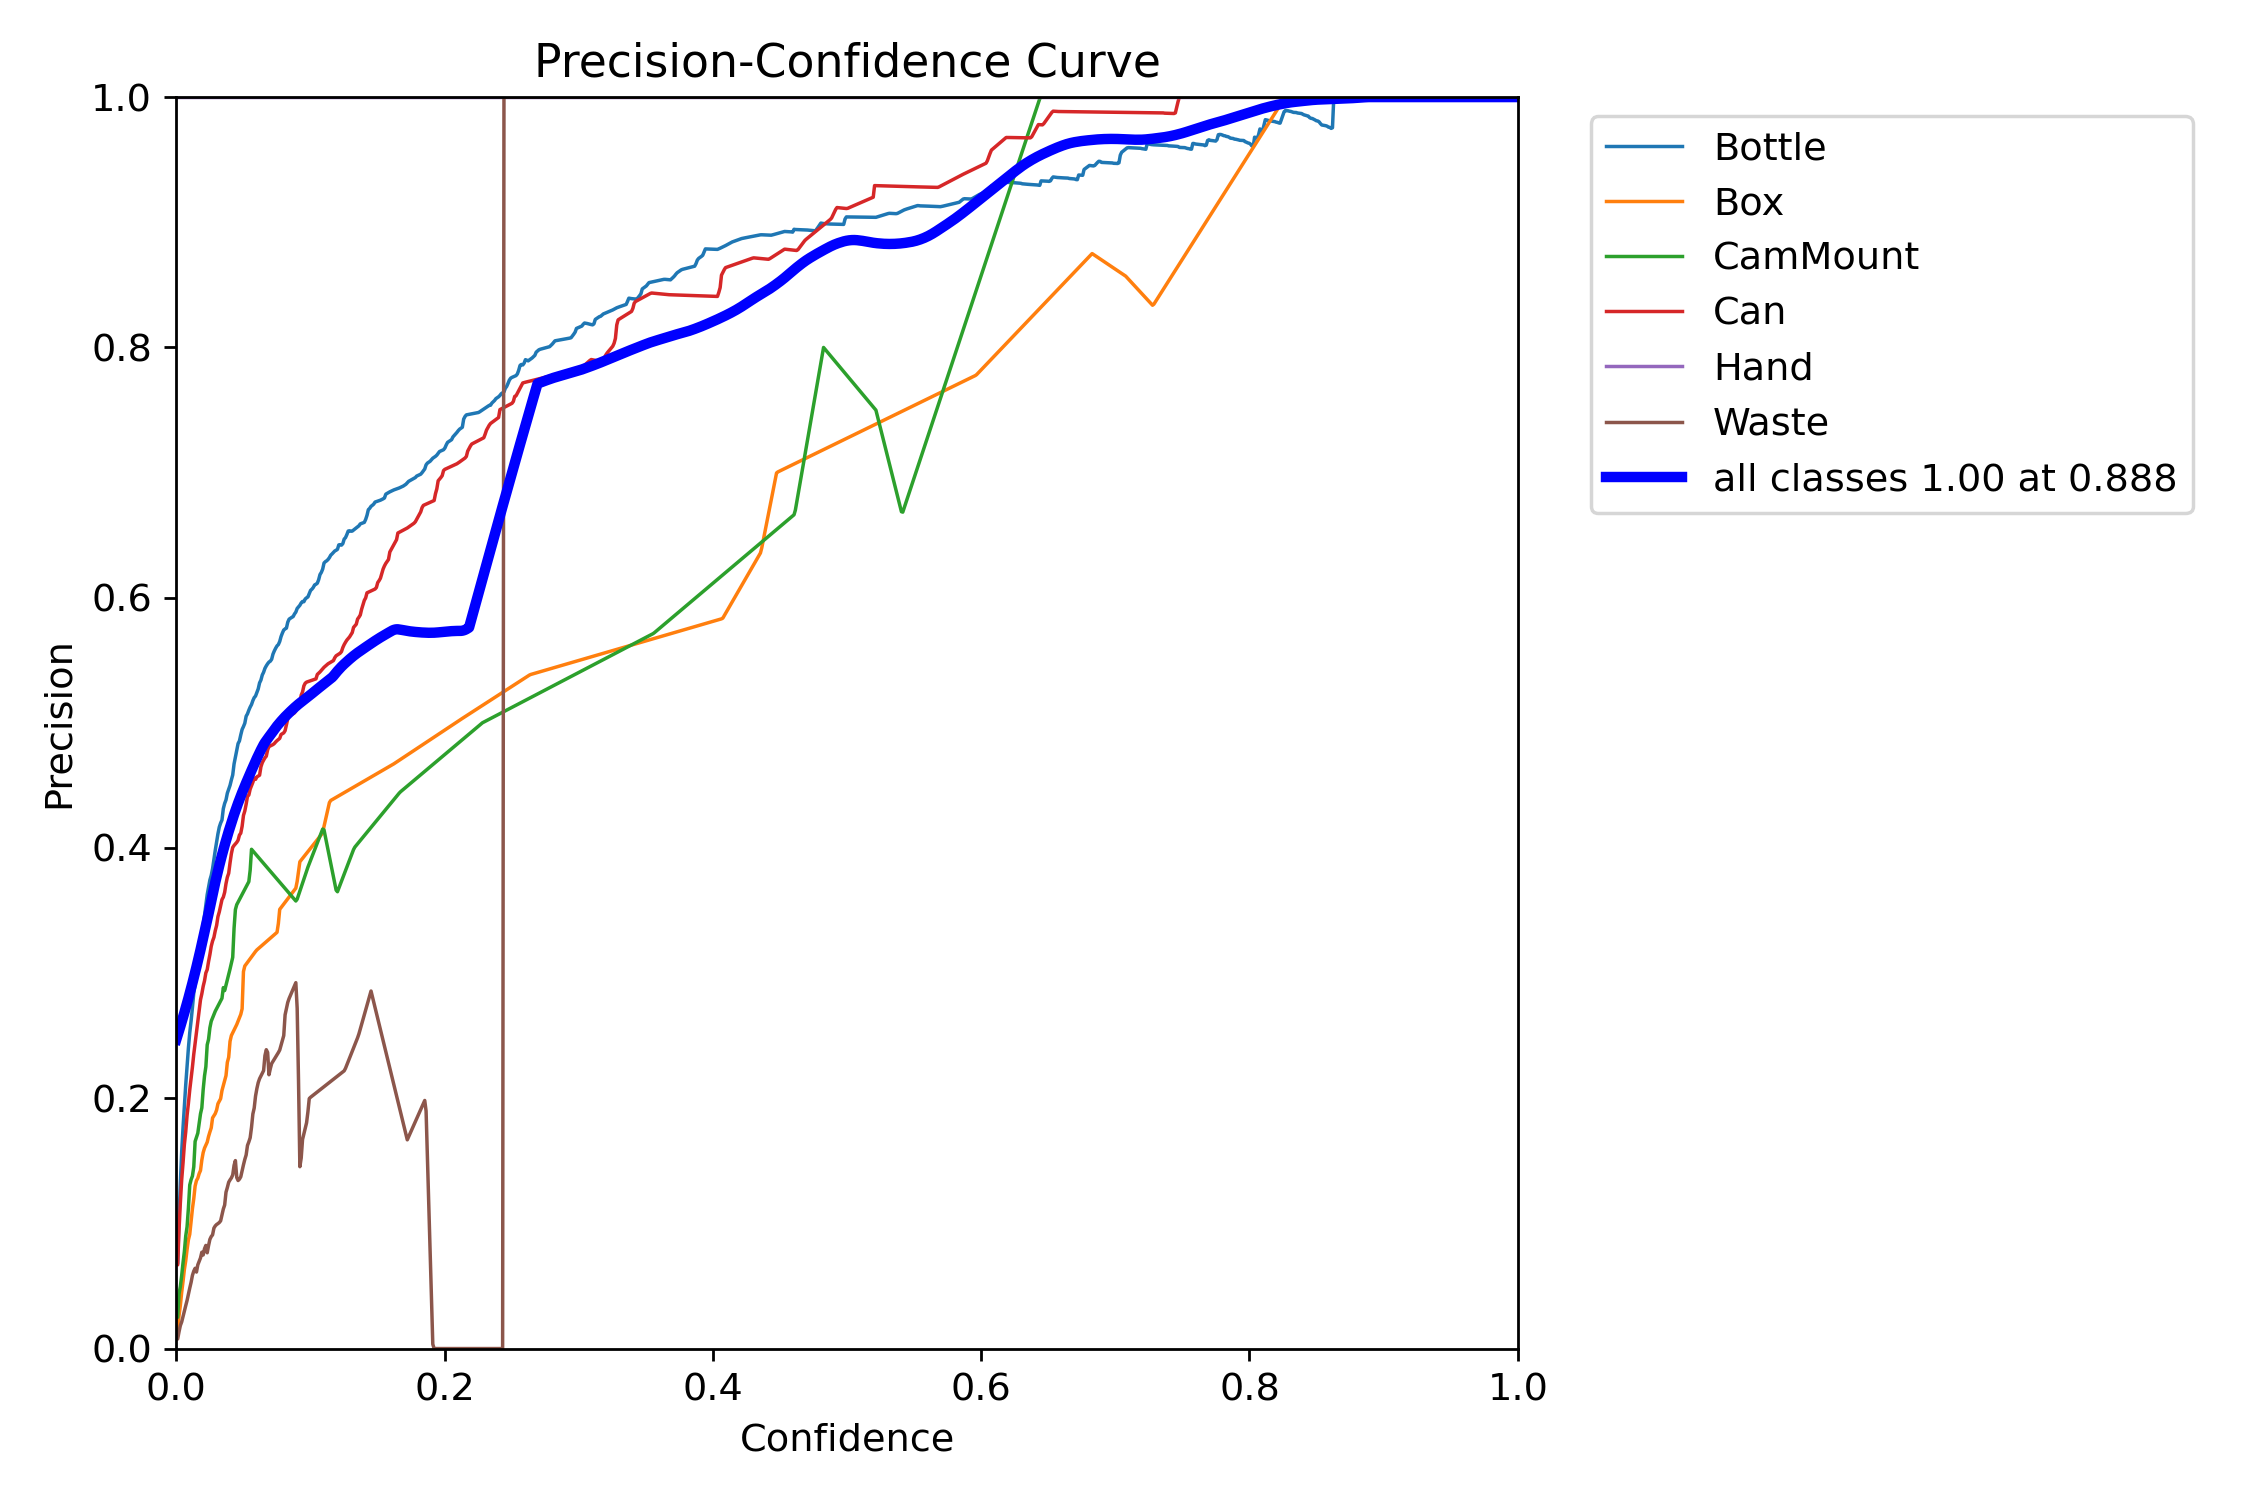 Precision-Confidence Curve
1.0
0.8
0.6
0.4
0.2
0.0
Precision
0.0 0.2 0.4 0.6 0.8 1.0
Confidence
Bottle
Box
CamMount
Can
Hand
Waste
all classes 1.00 at 0.888